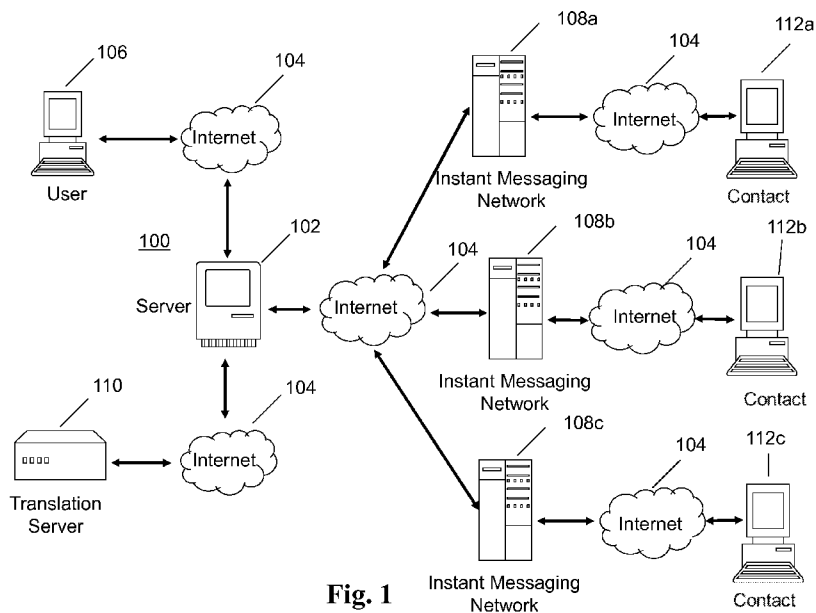 108a
112a
106
104
104
Internet
Internet
User
Instant Messaging
Network
Contact
100
102
108b
104
112b
104
Server
Internet
Internet
110
104
Instant Messaging
Network
Contact
Internet
108c
104
112c
Translation
Server
Internet
Fig. 1
Instant Messaging
Network
Contact